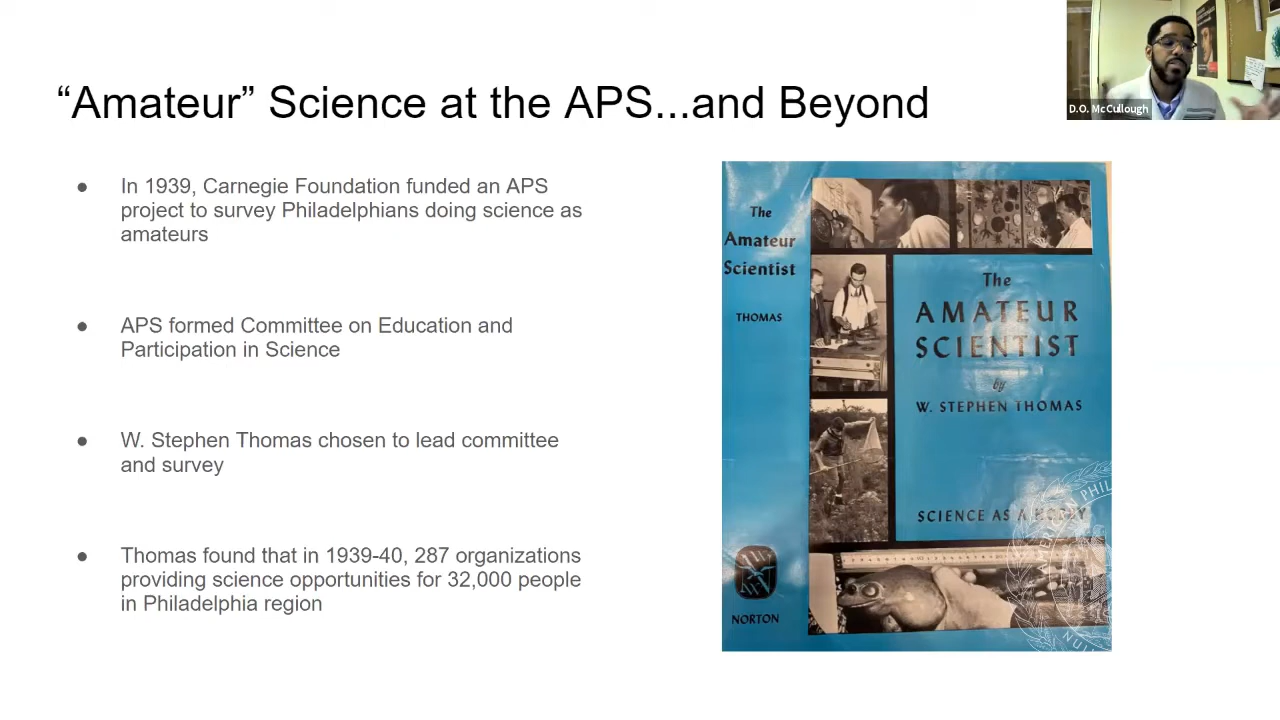 “Amateur” Science at the APS...and Beyond
D.O. McCullough
● In 1939, Carnegie Foundation funded an APS
project to survey Philadelphians doing science as
amateurs
● APS formed Committee on Education and
Participation in Science
● W. Stephen Thomas chosen to lead committee
and survey
● Thomas found that in 1939-40, 287 organizations
providing science opportunities for 32,000 people
in Philadelphia region
The
Amateur
Scientist
THOMAS
NORTON
The
AMATEUR
SCIENTIST
by
W. STEPHEN THOMAS
SCIENCE AS A HOBBY